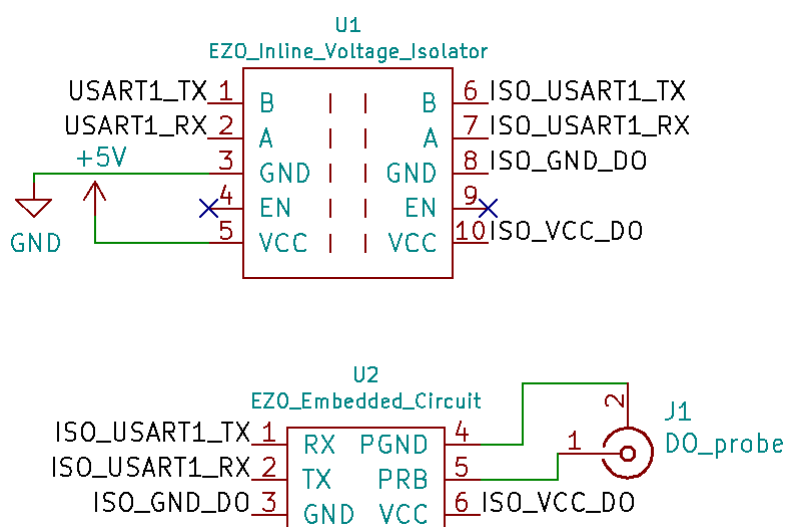 U1
EZO_Inline_Voltage_Isolator
USART1_TX 1 B B 6 ISO_USART1_TX
USART1_RX 2 A A 7 ISO_USART1_RX
+5V 3 GND GND 8 ISO_GND_DO
4 EN EN 9
GND 5 VCC VCC 10 ISO_VCC_DO
U2
EZO_Embedded_Circuit
ISO_USART1_TX 1 RX PGND 4 2 J1
ISO_USART1_RX 2 TX PRB 5 1 DO_probe
ISO_GND_DO 3 GND VCC 6 ISO_VCC_DO